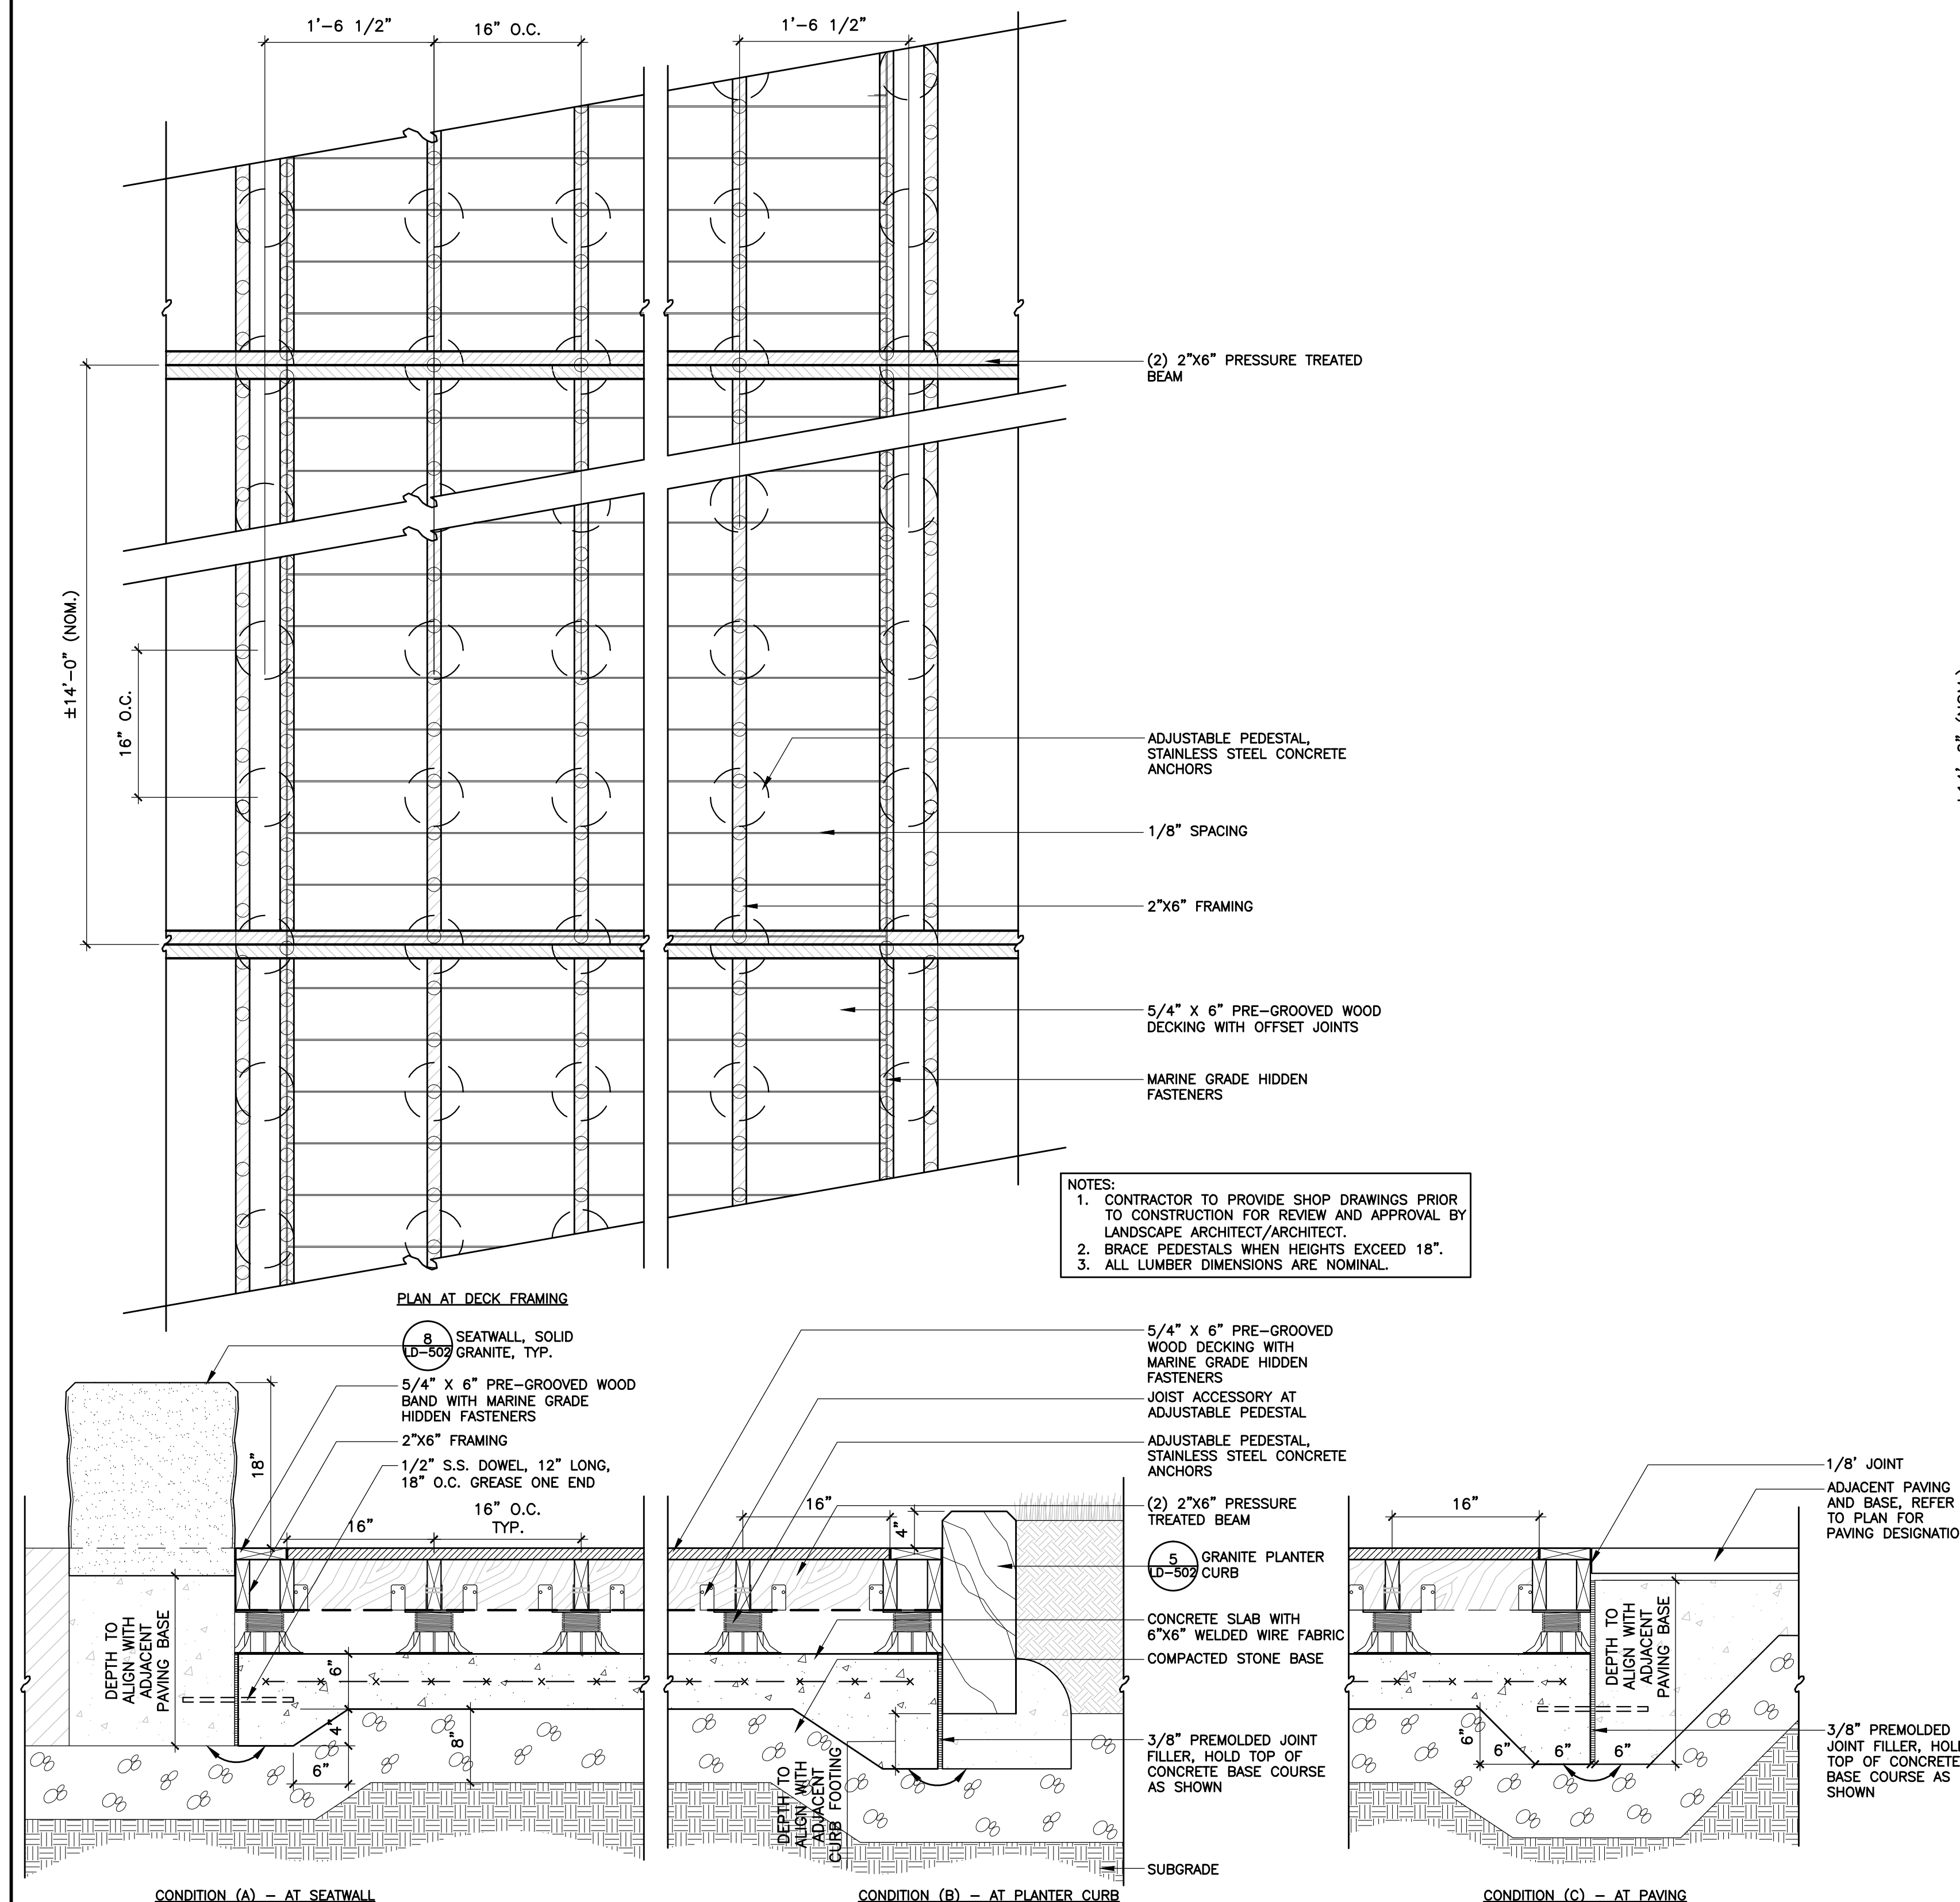 1'-6 1/2"
16" O.C.
1'-6 1/2"
(2) 2"X6" PRESSURE TREATED
BEAM
±14'-0" (NOM.)
16" O.C.
ADJUSTABLE PEDESTAL,
STAINLESS STEEL CONCRETE
ANCHORS
1/8" SPACING
2"X6" FRAMING
5/4" X 6" PRE-GROOVED WOOD
DECKING WITH OFFSET JOINTS
MARINE GRADE HIDDEN
FASTENERS
NOTES:
1. CONTRACTOR TO PROVIDE SHOP DRAWINGS PRIOR
TO CONSTRUCTION FOR REVIEW AND APPROVAL BY
LANDSCAPE ARCHITECT/ARCHITECT.
2. BRACE PEDESTALS WHEN HEIGHTS EXCEED 18".
3. ALL LUMBER DIMENSIONS ARE NOMINAL.
PLAN AT DECK FRAMING
8
LD-502
SEATWALL, SOLID
GRANITE, TYP.
5/4" X 6" PRE-GROOVED WOOD
BAND WITH MARINE GRADE
HIDDEN FASTENERS
2"X6" FRAMING
1/2" S.S. DOWEL, 12" LONG,
18" O.C. GREASE ONE END
18"
16"
16" O.C.
TYP.
DEPTH TO
ALIGN WITH
ADJACENT
PAVING BASE
6"
4"
6"
8"
CONDITION (A) - AT SEATWALL
5/4" X 6" PRE-GROOVED
WOOD DECKING WITH
MARINE GRADE HIDDEN
FASTENERS
JOIST ACCESSORY AT
ADJUSTABLE PEDESTAL
ADJUSTABLE PEDESTAL,
STAINLESS STEEL CONCRETE
ANCHORS
(2) 2"X6" PRESSURE
TREATED BEAM
5
LD-502
GRANITE PLANTER
CURB
CONCRETE SLAB WITH
6"X6" WELDED WIRE FABRIC
COMPACTED STONE BASE
3/8" PREMOLDED JOINT
FILLER, HOLD TOP OF
CONCRETE BASE COURSE
AS SHOWN
SUBGRADE
16"
4"
DEPTH TO
ALIGN WITH
ADJACENT
CURB FOOTING
CONDITION (B) - AT PLANTER CURB
16"
1/8' JOINT
ADJACENT PAVING
AND BASE, REFER
TO PLAN FOR
PAVING DESIGNATIO
DEPTH TO
ALIGN WITH
ADJACENT
PAVING BASE
6"
6"
6"
6"
3/8" PREMOLDED
JOINT FILLER, HOL
TOP OF CONCRETE
BASE COURSE AS
SHOWN
CONDITION (C) - AT PAVING